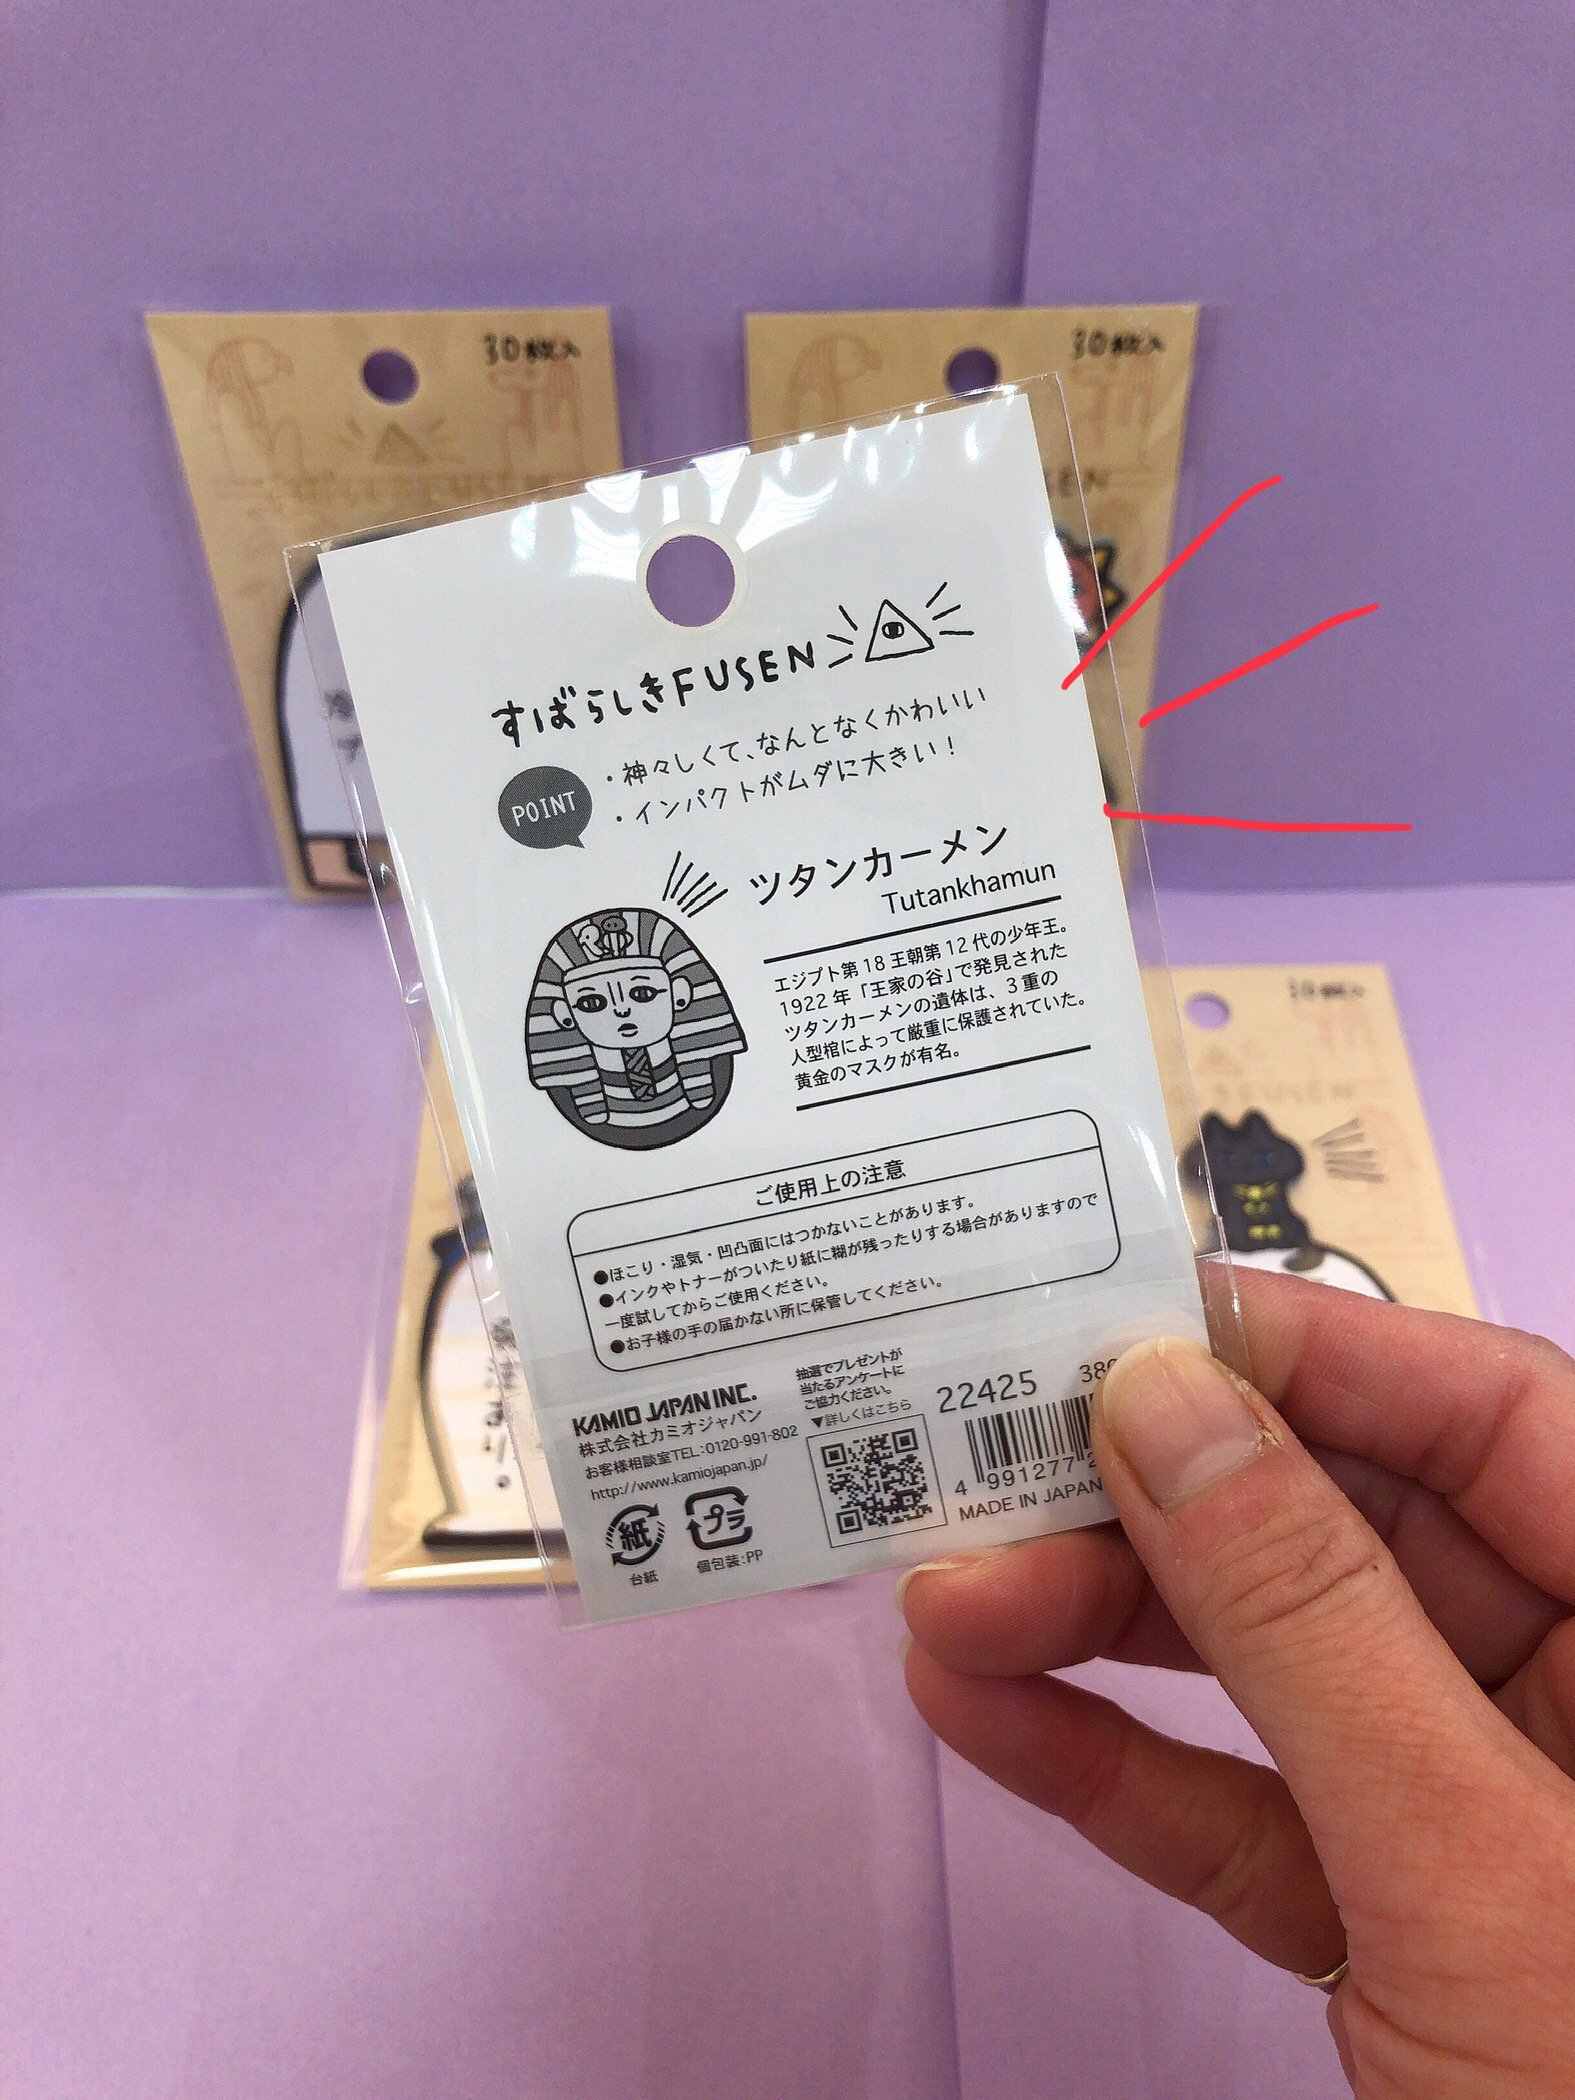 30枚入
30枚入
すばらしきFUSEN
POINT
・神々しくて、なんとなくかわいい
・インパクトがムダに大きい！
ツタンカーメン
Tutankhamun
エジプト第18王朝第12代の少年王。
1922年「王家の谷」で発見された
ツタンカーメンの遺体は、3重の
人型棺によって厳重に保護されていた。
黄金のマスクが有名。
ご使用上の注意
●ほこり・湿気・凹凸面にはつかないことがあります。
●インクやトナーがついたり紙に糊が残ったりする場合がありますので
一度試してからご使用ください。
●お子様の手の届かない所に保管してください。
KAMIO JAPAN INC.
株式会社カミオジャパン
お客様相談室TEL:0120-991-802
http://www.kamiojapan.jp/
紙
台紙
プラ
個包装:PP
抽選でプレゼントが
当たるアンケートに
ご協力ください。
▼詳しくはこちら
22425
4 991277
MADE IN JAPAN
30枚入